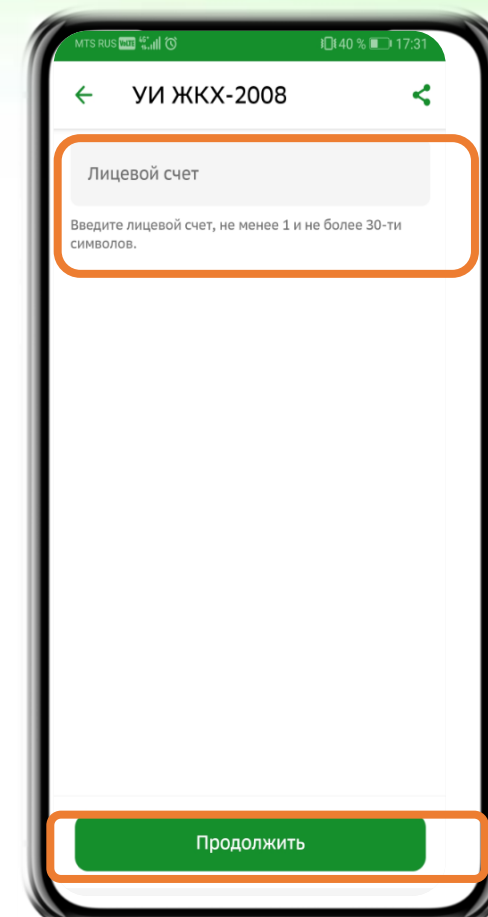 MTS RUS 40 % 17:31
УИ ЖКХ-2008
Лицевой счет
Введите лицевой счет, не менее 1 и не более 30-ти
символов.
Продолжить